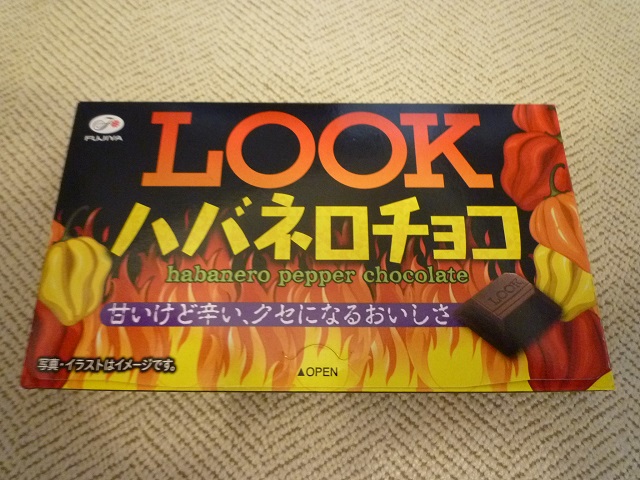 FUJIYA
LOOK
ハバネロチョコ
habanero pepper chocolate
甘いけど辛い、クセになるおいしさ
LOOK
写真・イラストはイメージです。
▲OPEN